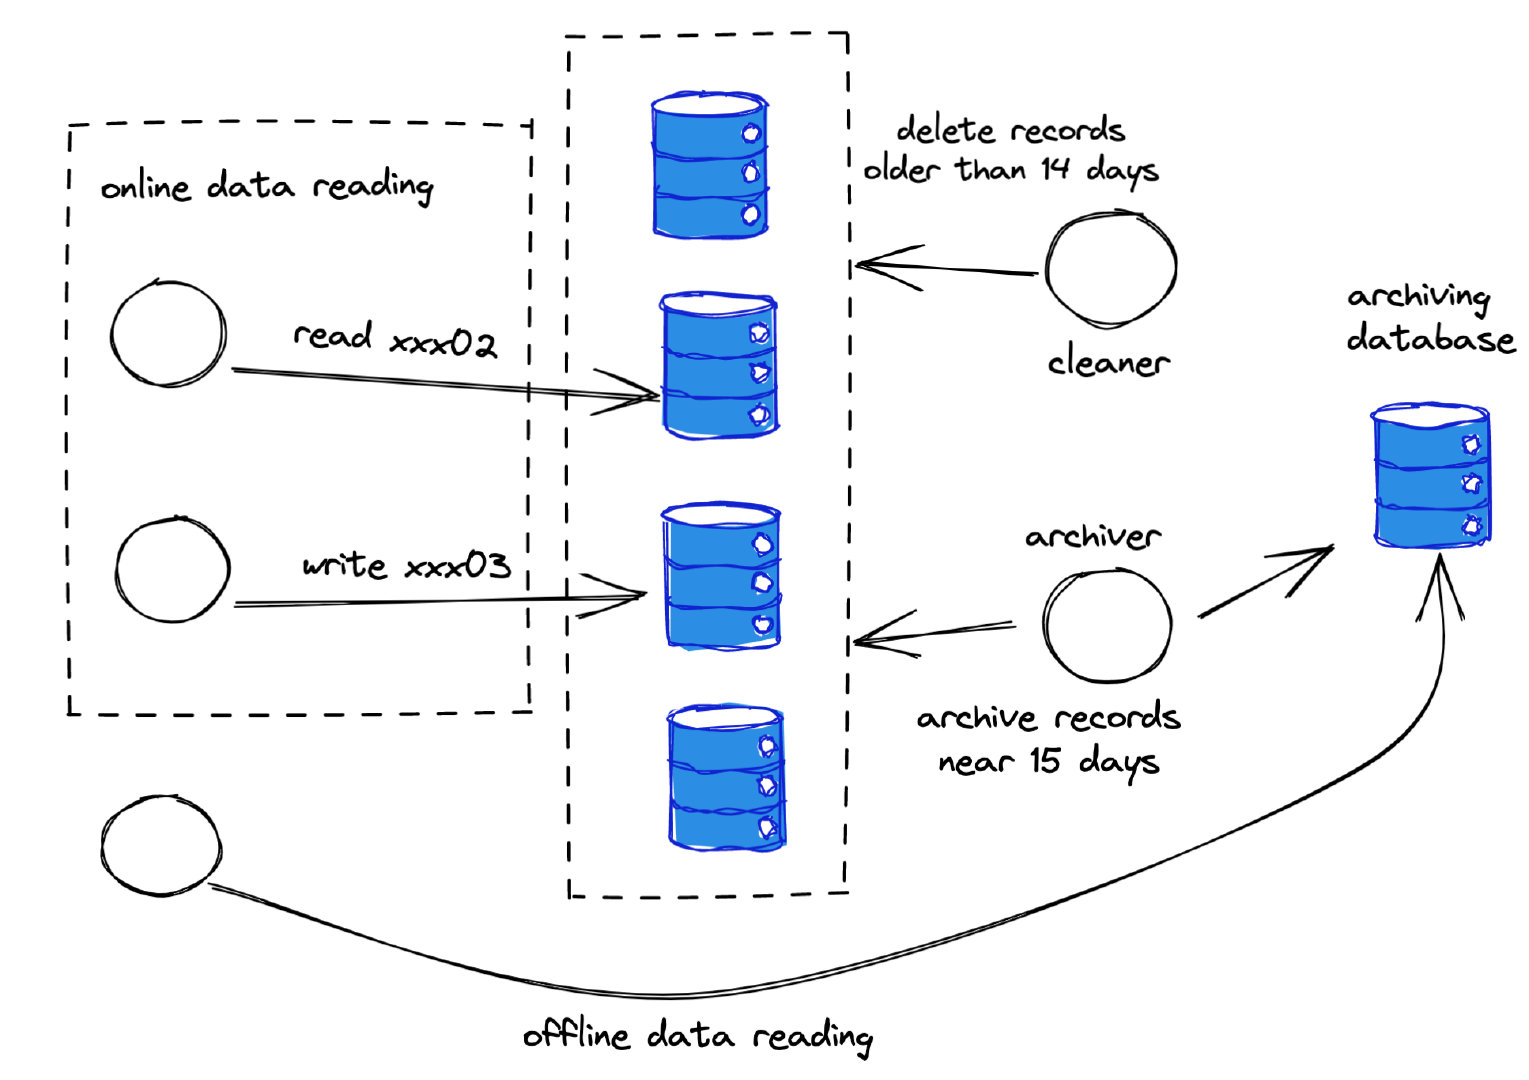 online data reading
read xxx02
write xxx03
delete records
older than 14 days
cleaner
archiving
database
archiver
archive records
near 15 days
offline data reading